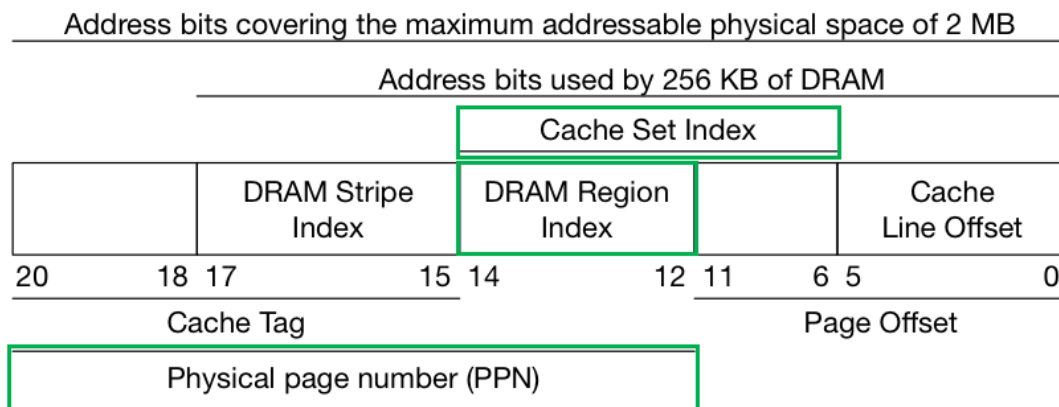 Address bits covering the maximum addressable physical space of 2 MB
Address bits used by 256 KB of DRAM
Cache Set Index
DRAM Stripe
Index
DRAM Region
Index
Cache
Line Offset
20 18 17 15 14 12 11 6 5 0
Cache Tag
Page Offset
Physical page number (PPN)